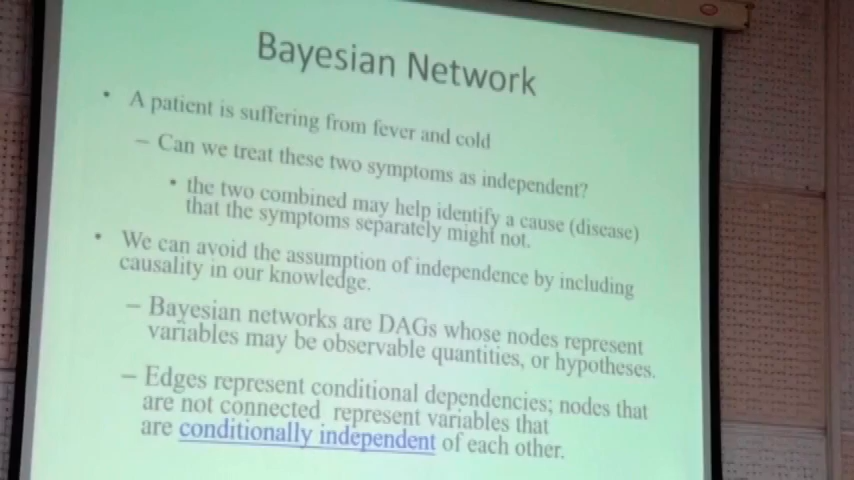 Bayesian Network
• A patient is suffering from fever and cold
– Can we treat these two symptoms as independent?
• the two combined may help identify a cause (disease)
that the symptoms separately might not.
• We can avoid the assumption of independence by including
causality in our knowledge.
– Bayesian networks are DAGs whose nodes represent
variables may be observable quantities, or hypotheses.
– Edges represent conditional dependencies; nodes that
are not connected represent variables that
are conditionally independent of each other.